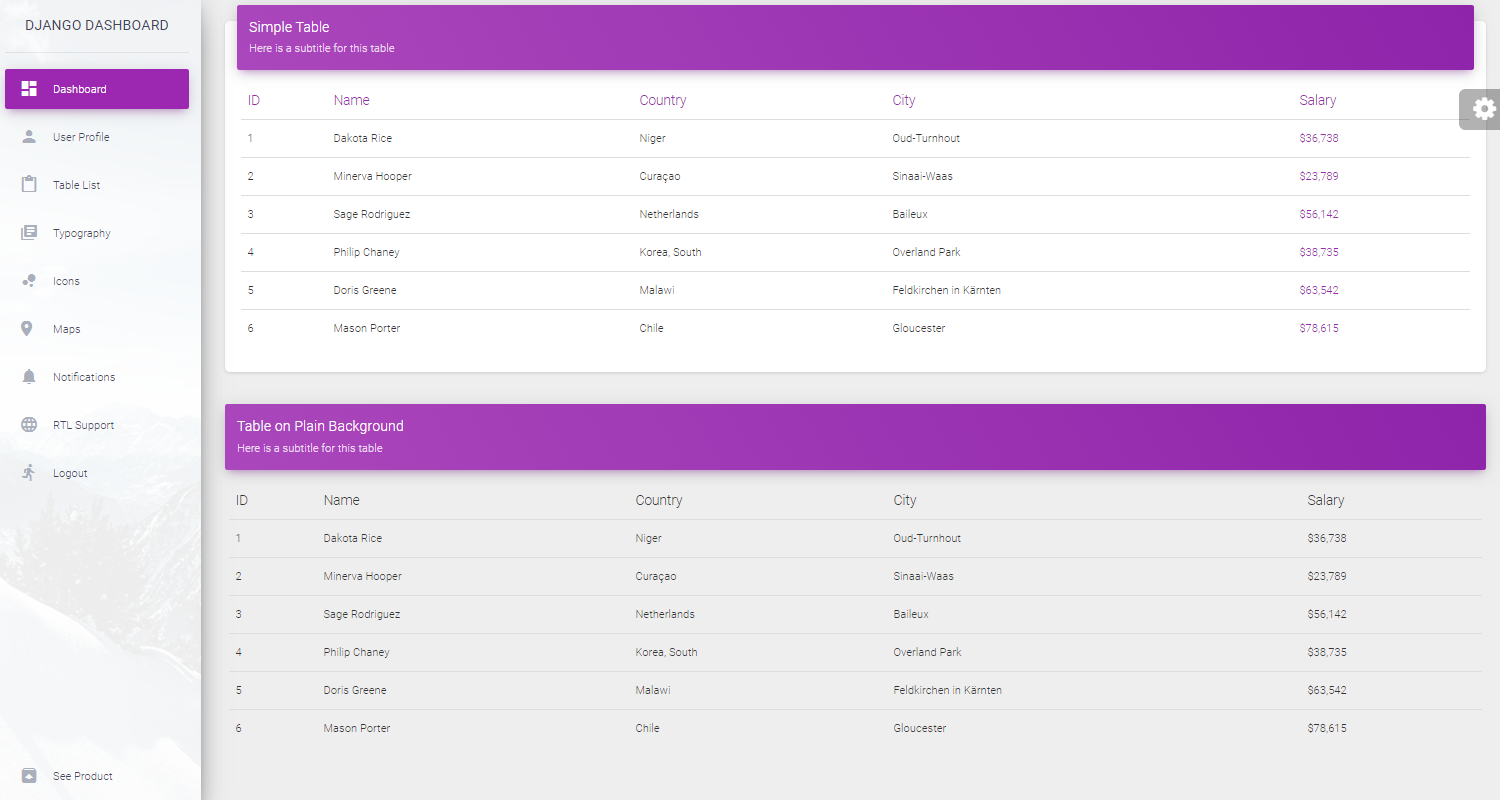 DJANGO DASHBOARD
Dashboard
User Profile
Table List
Typography
Icons
Maps
Notifications
RTL Support
Logout
See Product
Simple Table
Here is a subtitle for this table
ID Name Country City Salary
1 Dakota Rice Niger Oud-Turnhout $36,738
2 Minerva Hooper Curaçao Sinaai-Waas $23,789
3 Sage Rodriguez Netherlands Baileux $56,142
4 Philip Chaney Korea, South Overland Park $38,735
5 Doris Greene Malawi Feldkirchen in Kärnten $63,542
6 Mason Porter Chile Gloucester $78,615
Table on Plain Background
Here is a subtitle for this table
ID Name Country City Salary
1 Dakota Rice Niger Oud-Turnhout $36,738
2 Minerva Hooper Curaçao Sinaai-Waas $23,789
3 Sage Rodriguez Netherlands Baileux $56,142
4 Philip Chaney Korea, South Overland Park $38,735
5 Doris Greene Malawi Feldkirchen in Kärnten $63,542
6 Mason Porter Chile Gloucester $78,615